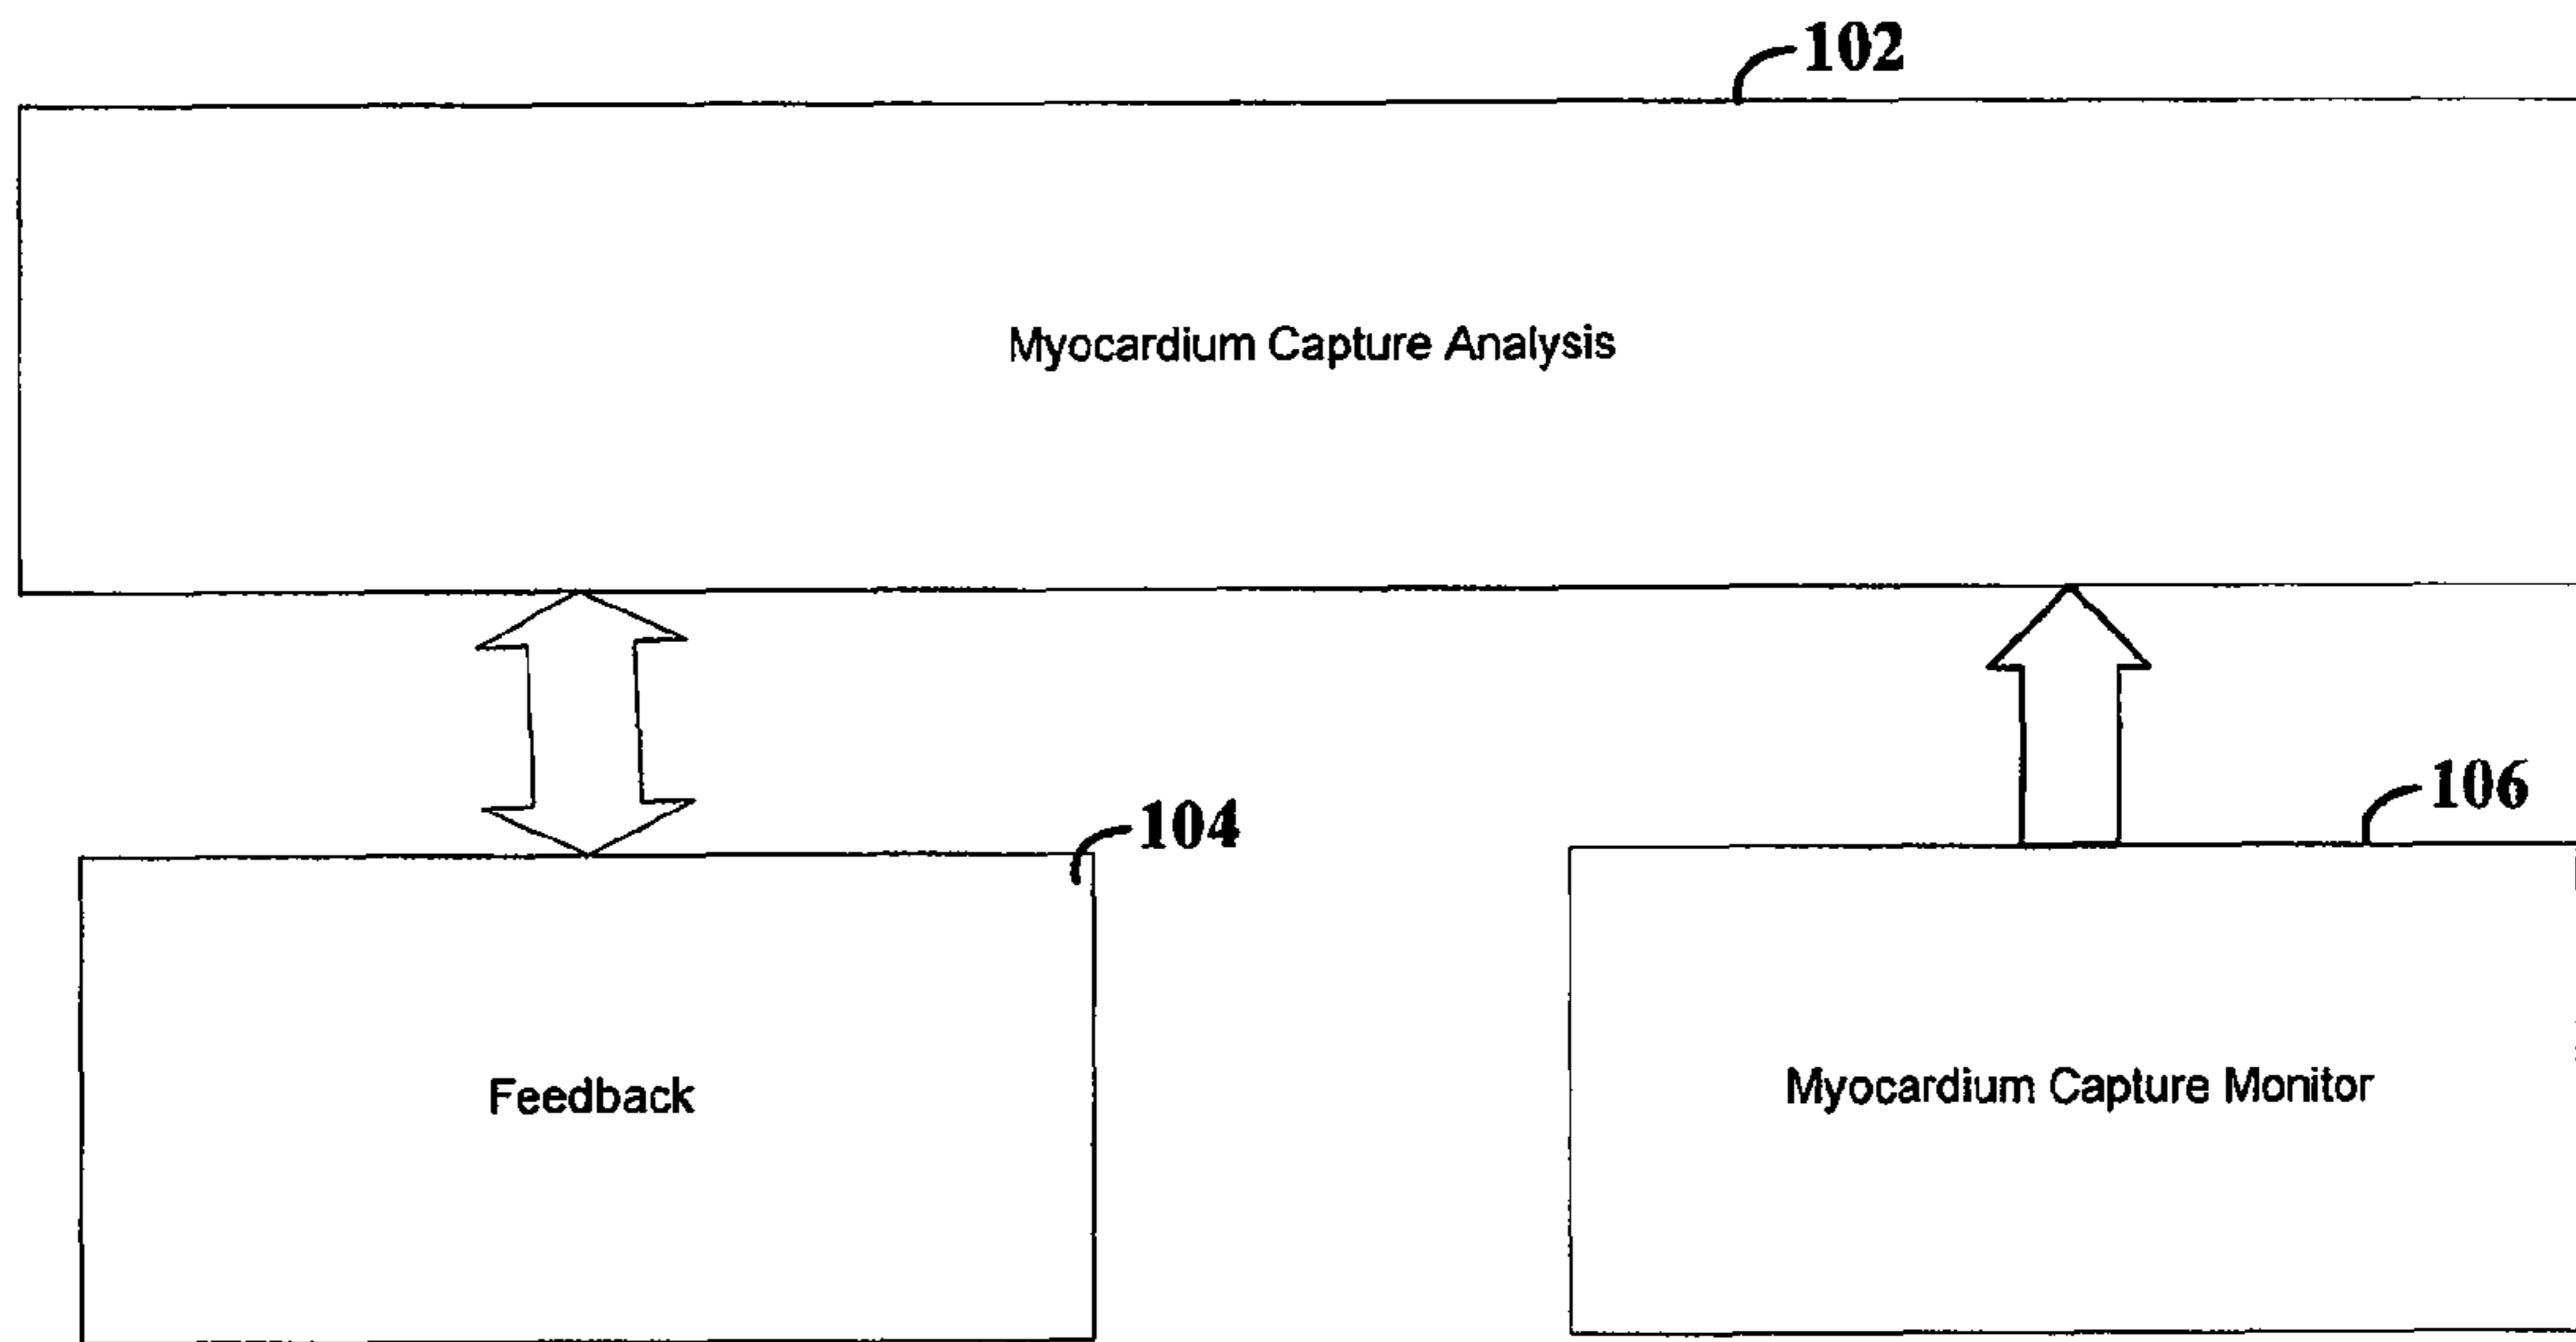 102
Myocardium Capture Analysis
106
104
Feedback
Myocardium Capture Monitor